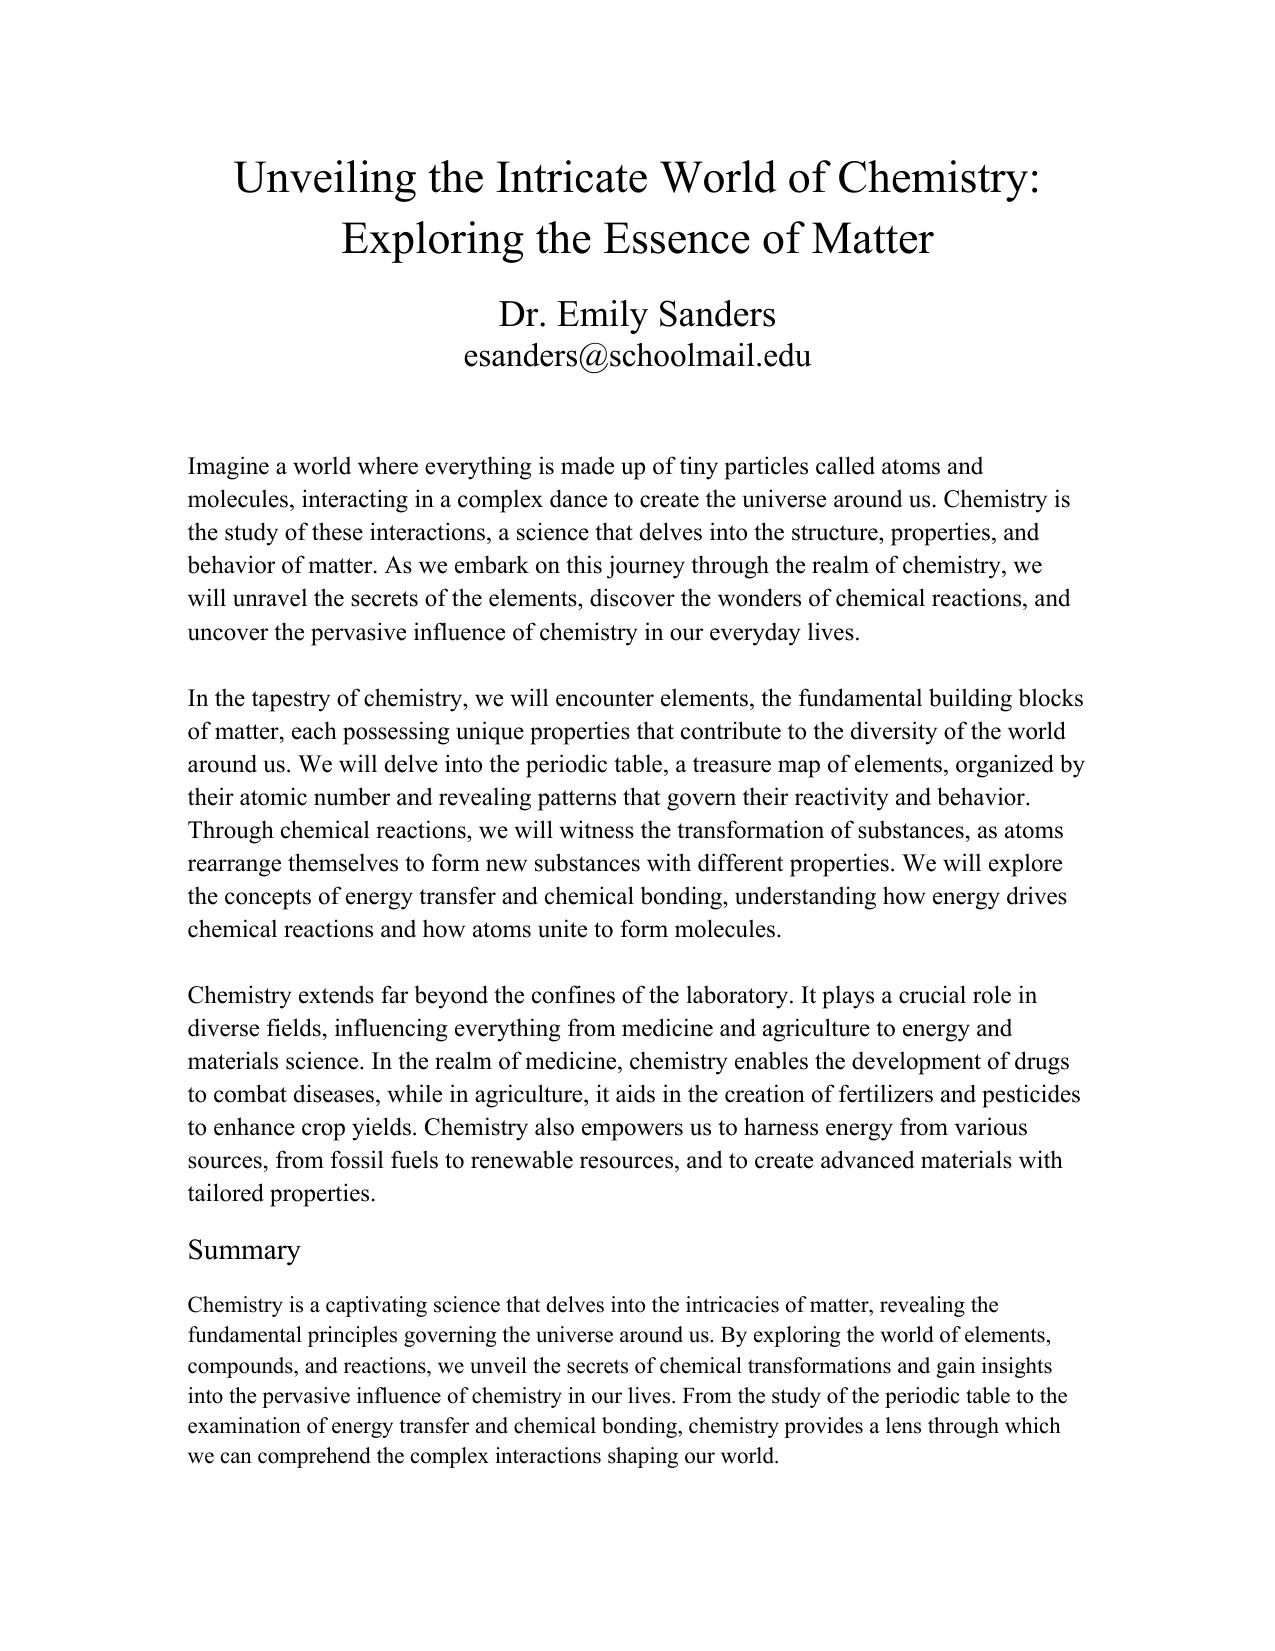 Unveiling the Intricate World of Chemistry:
Exploring the Essence of Matter
Dr. Emily Sanders
esanders@schoolmail.edu
Imagine a world where everything is made up of tiny particles called atoms and
molecules, interacting in a complex dance to create the universe around us. Chemistry is
the study of these interactions, a science that delves into the structure, properties, and
behavior of matter. As we embark on this journey through the realm of chemistry, we
will unravel the secrets of the elements, discover the wonders of chemical reactions, and
uncover the pervasive influence of chemistry in our everyday lives.
In the tapestry of chemistry, we will encounter elements, the fundamental building blocks
of matter, each possessing unique properties that contribute to the diversity of the world
around us. We will delve into the periodic table, a treasure map of elements, organized by
their atomic number and revealing patterns that govern their reactivity and behavior.
Through chemical reactions, we will witness the transformation of substances, as atoms
rearrange themselves to form new substances with different properties. We will explore
the concepts of energy transfer and chemical bonding, understanding how energy drives
chemical reactions and how atoms unite to form molecules.
Chemistry extends far beyond the confines of the laboratory. It plays a crucial role in
diverse fields, influencing everything from medicine and agriculture to energy and
materials science. In the realm of medicine, chemistry enables the development of drugs
to combat diseases, while in agriculture, it aids in the creation of fertilizers and pesticides
to enhance crop yields. Chemistry also empowers us to harness energy from various
sources, from fossil fuels to renewable resources, and to create advanced materials with
tailored properties.
Summary
Chemistry is a captivating science that delves into the intricacies of matter, revealing the
fundamental principles governing the universe around us. By exploring the world of elements,
compounds, and reactions, we unveil the secrets of chemical transformations and gain insights
into the pervasive influence of chemistry in our lives. From the study of the periodic table to the
examination of energy transfer and chemical bonding, chemistry provides a lens through which
we can comprehend the complex interactions shaping our world.